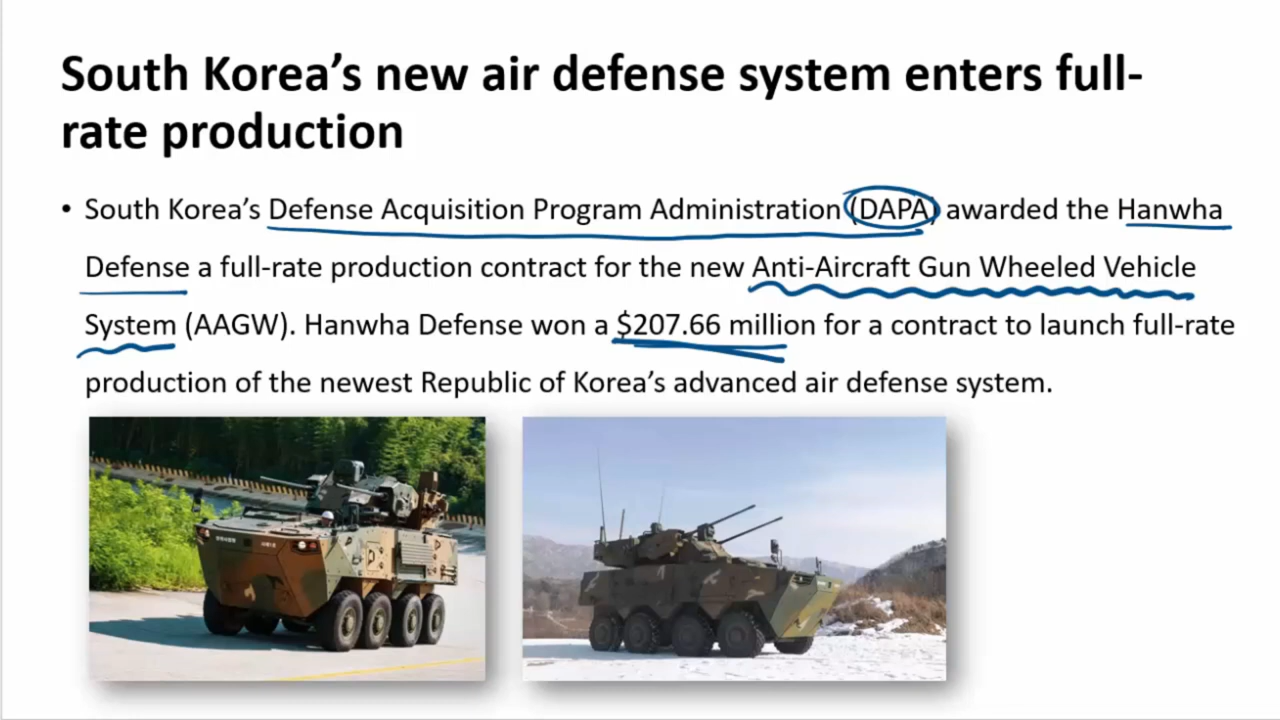 South Korea’s new air defense system enters full-
rate production
• South Korea’s Defense Acquisition Program Administration (DAPA) awarded the Hanwha
Defense a full-rate production contract for the new Anti-Aircraft Gun Wheeled Vehicle
System (AAGW). Hanwha Defense won a $207.66 million for a contract to launch full-rate
production of the newest Republic of Korea’s advanced air defense system.